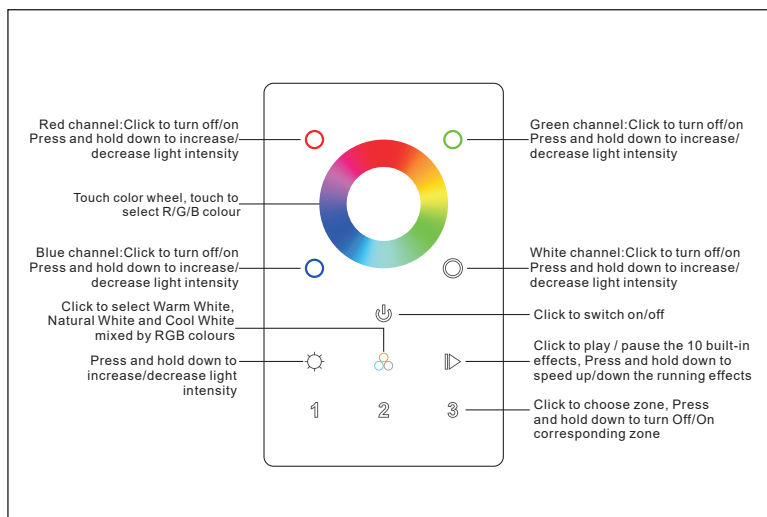 Red channel:Click to turn off/on
Press and hold down to increase/
decrease light intensity
Green channel:Click to turn off/on
Press and hold down to increase/
decrease light intensity
Touch color wheel, touch to
select R/G/B colour
Blue channel:Click to turn off/on
Press and hold down to increase/
decrease light intensity
White channel:Click to turn off/on
Press and hold down to increase/
decrease light intensity
Click to select Warm White,
Natural White and Cool White
mixed by RGB colours
Click to switch on/off
Press and hold down to
increase/decrease light
intensity
Click to play / pause the 10 built-in
effects, Press and hold down to
speed up/down the running effects
1 2 3
Click to choose zone, Press
and hold down to turn Off/On
corresponding zone